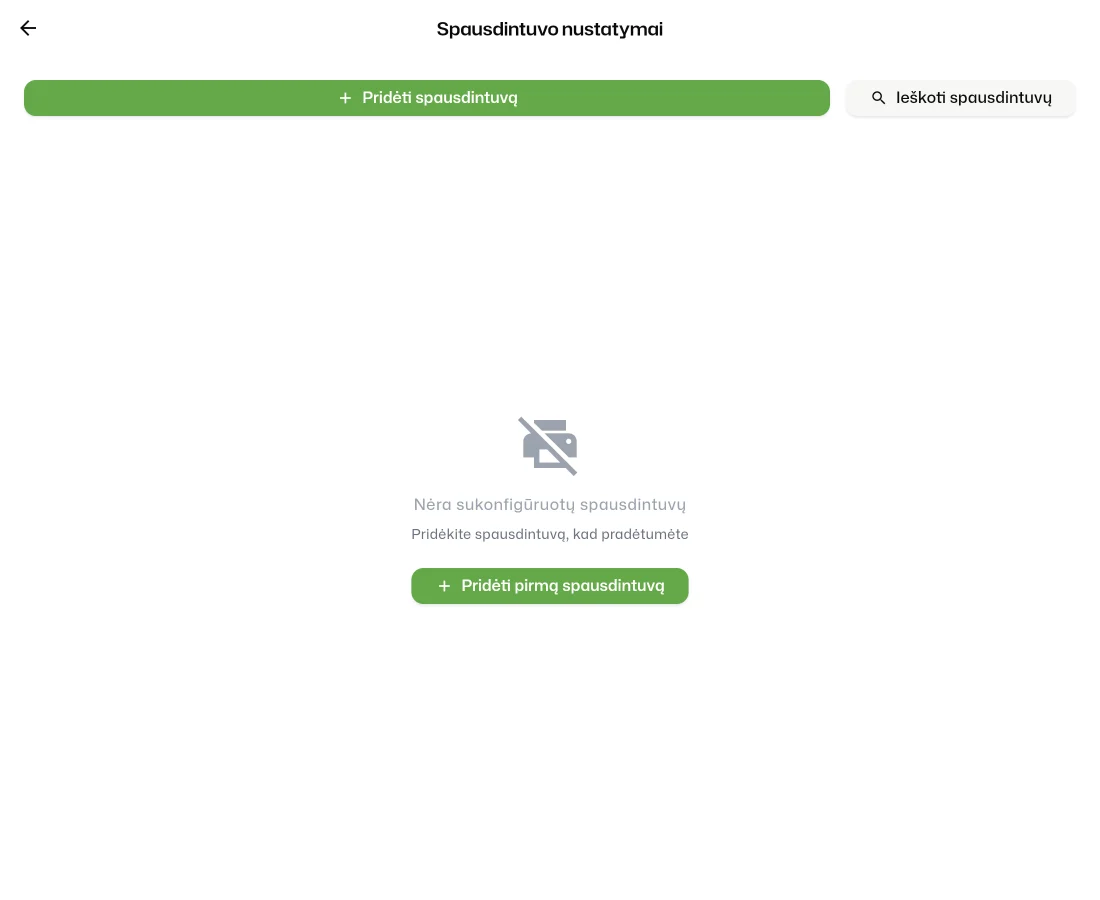 Spausdintuvo nustatymai
Pridėti spausdintuvą
Ieškoti spausdintuvų
Nėra sukonfigūruotų spausdintuvų
Pridėkite spausdintuvą, kad pradėtumėte
Pridėti pirmą spausdintuvą